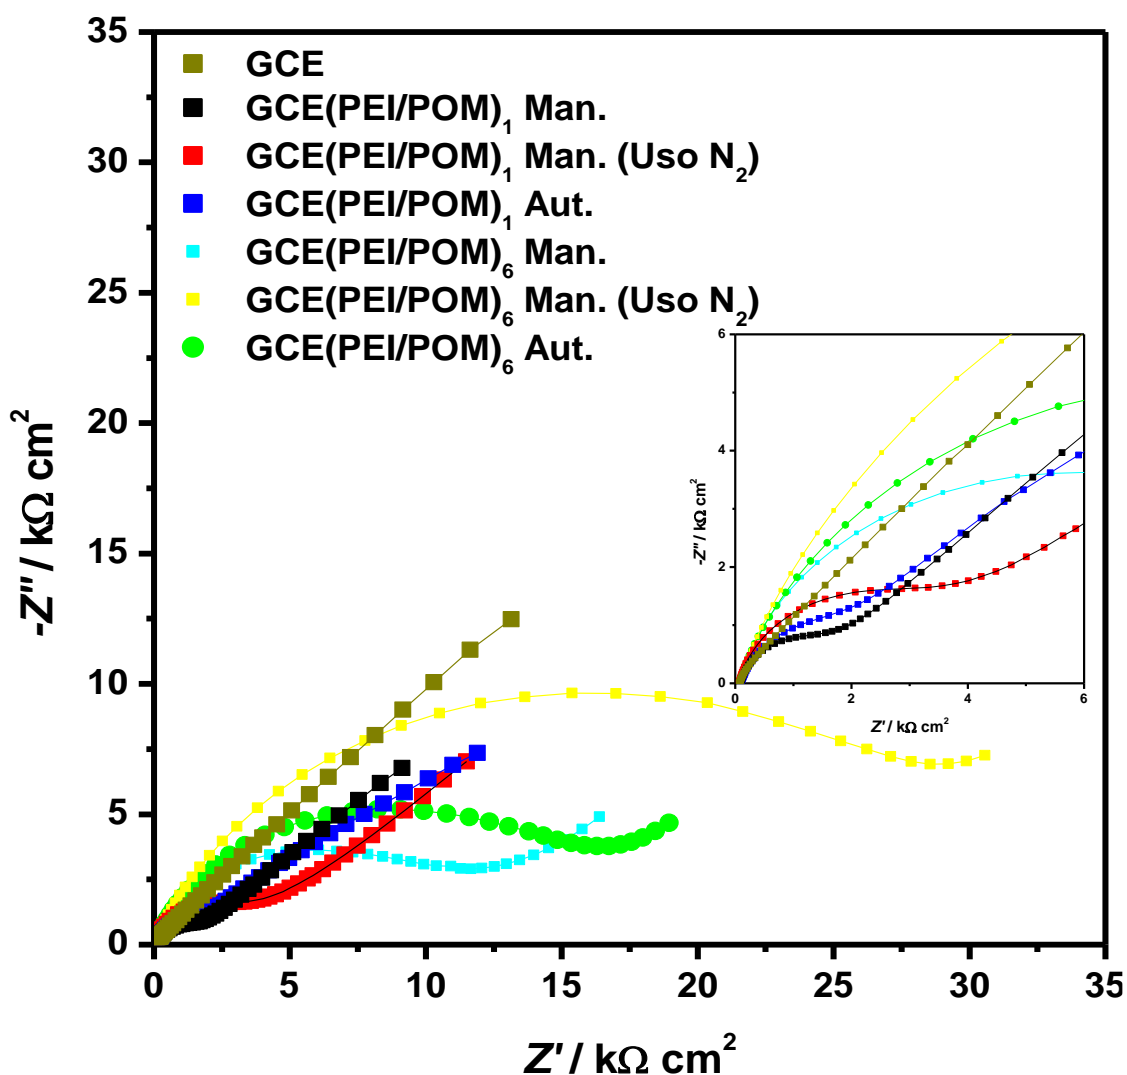 35
30
25
20
15
10
5
0
-Z'' / kΩ cm²
GCE
GCE(PEI/POM)₁ Man.
GCE(PEI/POM)₁ Man. (Uso N₂)
GCE(PEI/POM)₁ Aut.
GCE(PEI/POM)₆ Man.
GCE(PEI/POM)₆ Man. (Uso N₂)
GCE(PEI/POM)₆ Aut.
6
4
2
0
-Z'' / kΩ cm²
0 2 4 6
Z' / kΩ cm²
0 5 10 15 20 25 30 35
Z' / kΩ cm²